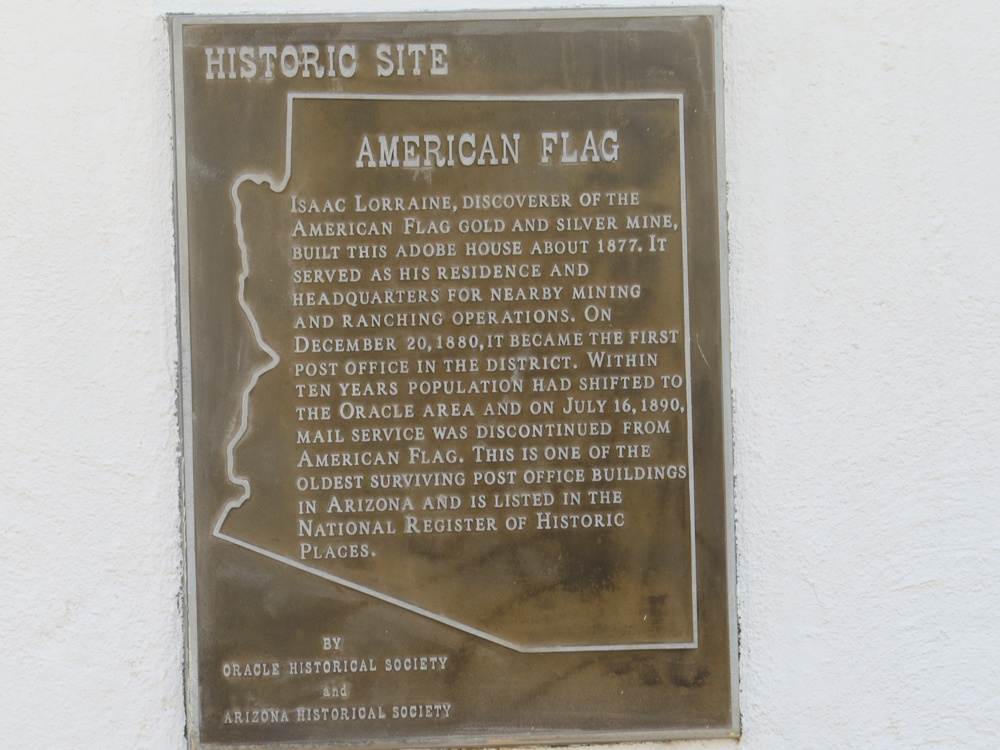 HISTORIC SITE
AMERICAN FLAG
ISAAC LORRAINE, DISCOVERER OF THE
AMERICAN FLAG GOLD AND SILVER MINE,
BUILT THIS ADOBE HOUSE ABOUT 1877. IT
SERVED AS HIS RESIDENCE AND
HEADQUARTERS FOR NEARBY MINING
AND RANCHING OPERATIONS. ON
DECEMBER 20, 1880, IT BECAME THE FIRST
POST OFFICE IN THE DISTRICT. WITHIN
TEN YEARS POPULATION HAD SHIFTED TO
THE ORACLE AREA AND ON JULY 16, 1890,
MAIL SERVICE WAS DISCONTINUED FROM
AMERICAN FLAG. THIS IS ONE OF THE
OLDEST SURVIVING POST OFFICE BUILDINGS
IN ARIZONA AND IS LISTED IN THE
NATIONAL REGISTER OF HISTORIC
PLACES.
BY
ORACLE HISTORICAL SOCIETY
and
ARIZONA HISTORICAL SOCIETY